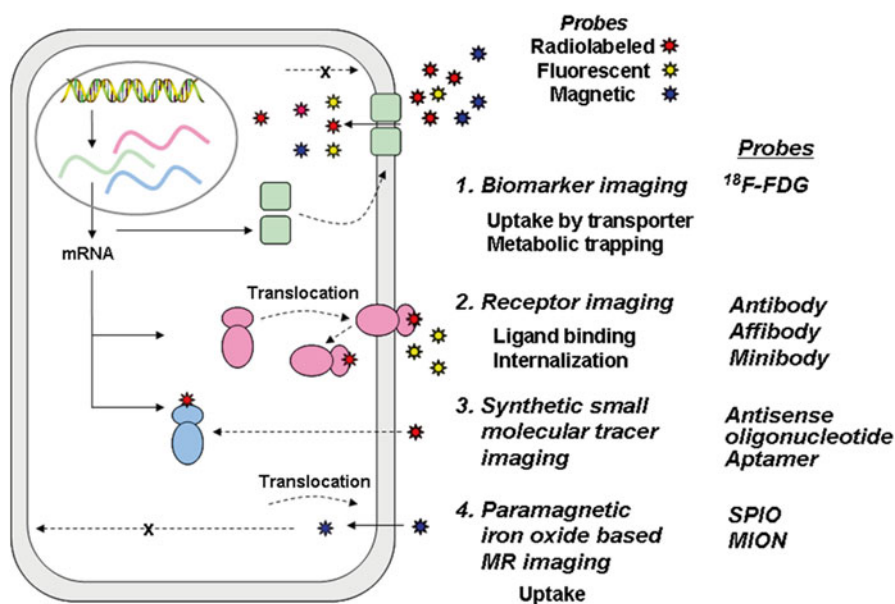 Probes
Radiolabeled
Fluorescent
Magnetic
X
Probes
1. Biomarker imaging
18F-FDG
Uptake by transporter
Metabolic trapping
mRNA
Translocation
2. Receptor imaging
Antibody
Ligand binding
Affibody
Internalization
Minibody
3. Synthetic small
molecular tracer
imaging
Antisense
oligonucleotide
Aptamer
Translocation
X
4. Paramagnetic
iron oxide based
MR imaging
SPIO
MION
Uptake